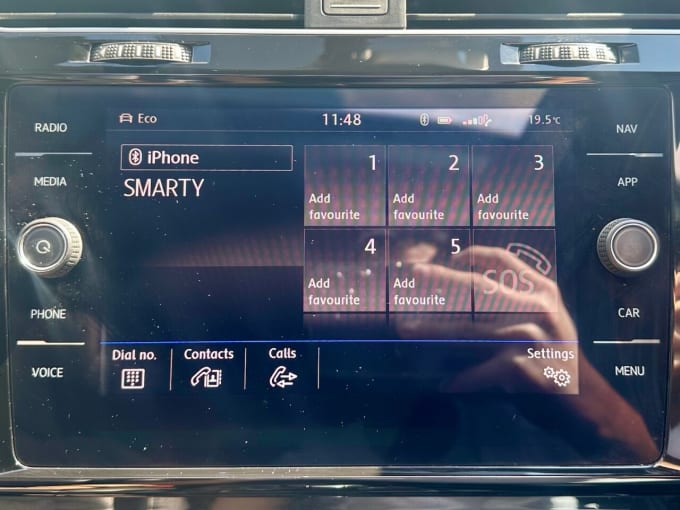 Eco 11:48 19.5°C
RADIO
MEDIA
PHONE
VOICE
iPhone
SMARTY
1
Add
favourite
2
Add
favourite
3
Add
favourite
4
Add
favourite
5
Add
favourite
SOS
Dial no. Contacts Calls Settings
NAV
APP
CAR
MENU